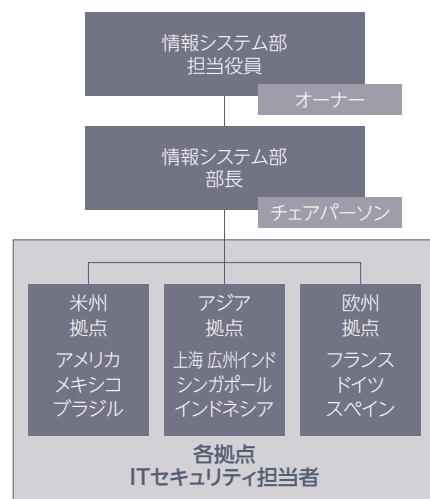 情報システム部
担当役員
オーナー
情報システム部
部長
チェアパーソン
米州
拠点
アメリカ
メキシコ
ブラジル
アジア
拠点
上海 広州インド
シンガポール
インドネシア
欧州
拠点
フランス
ドイツ
スペイン
各拠点
ITセキュリティ担当者